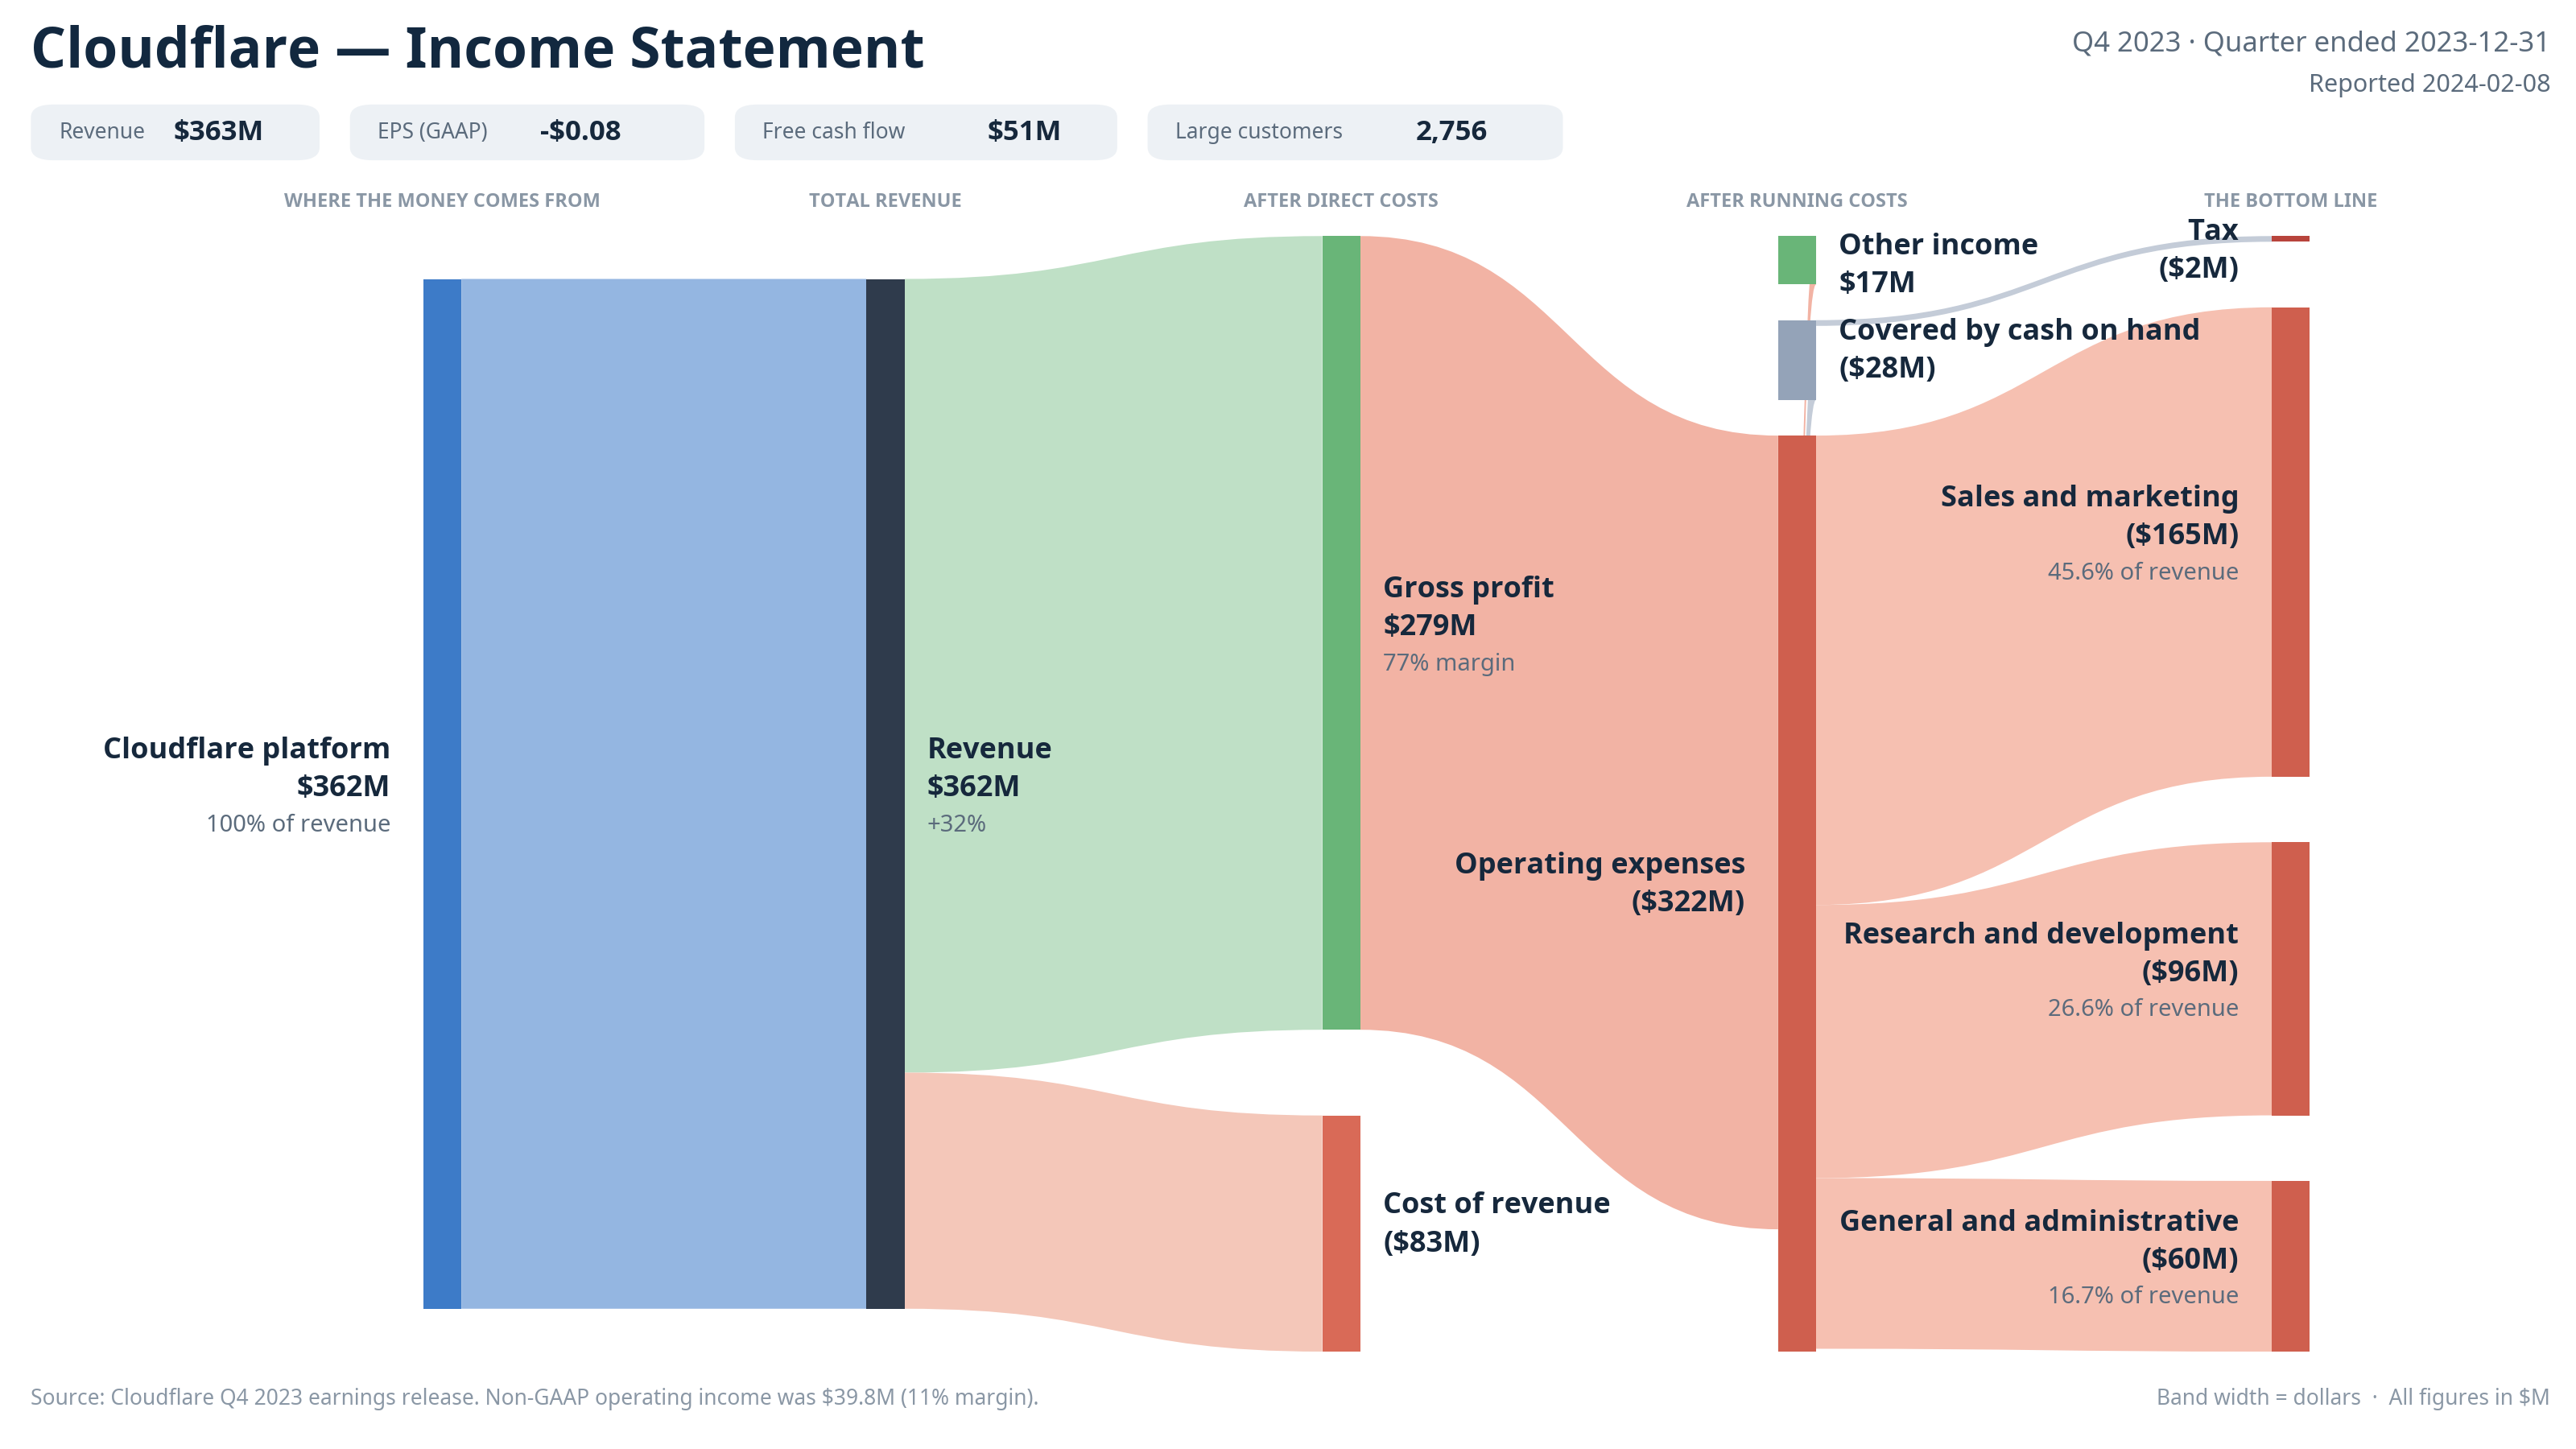 Cloudflare — Income Statement
Q4 2023 · Quarter ended 2023-12-31
Reported 2024-02-08
Revenue $363M
EPS (GAAP) -$0.08
Free cash flow $51M
Large customers 2,756
WHERE THE MONEY COMES FROM
TOTAL REVENUE
AFTER DIRECT COSTS
AFTER RUNNING COSTS
THE BOTTOM LINE
Cloudflare platform
$362M
100% of revenue
Revenue
$362M
+32%
Gross profit
$279M
77% margin
Cost of revenue
($83M)
Other income
$17M
Covered by cash on hand
($28M)
Operating expenses
($322M)
Tax
($2M)
Sales and marketing
($165M)
45.6% of revenue
Research and development
($96M)
26.6% of revenue
General and administrative
($60M)
16.7% of revenue
Source: Cloudflare Q4 2023 earnings release. Non-GAAP operating income was $39.8M (11% margin).
Band width = dollars · All figures in $M